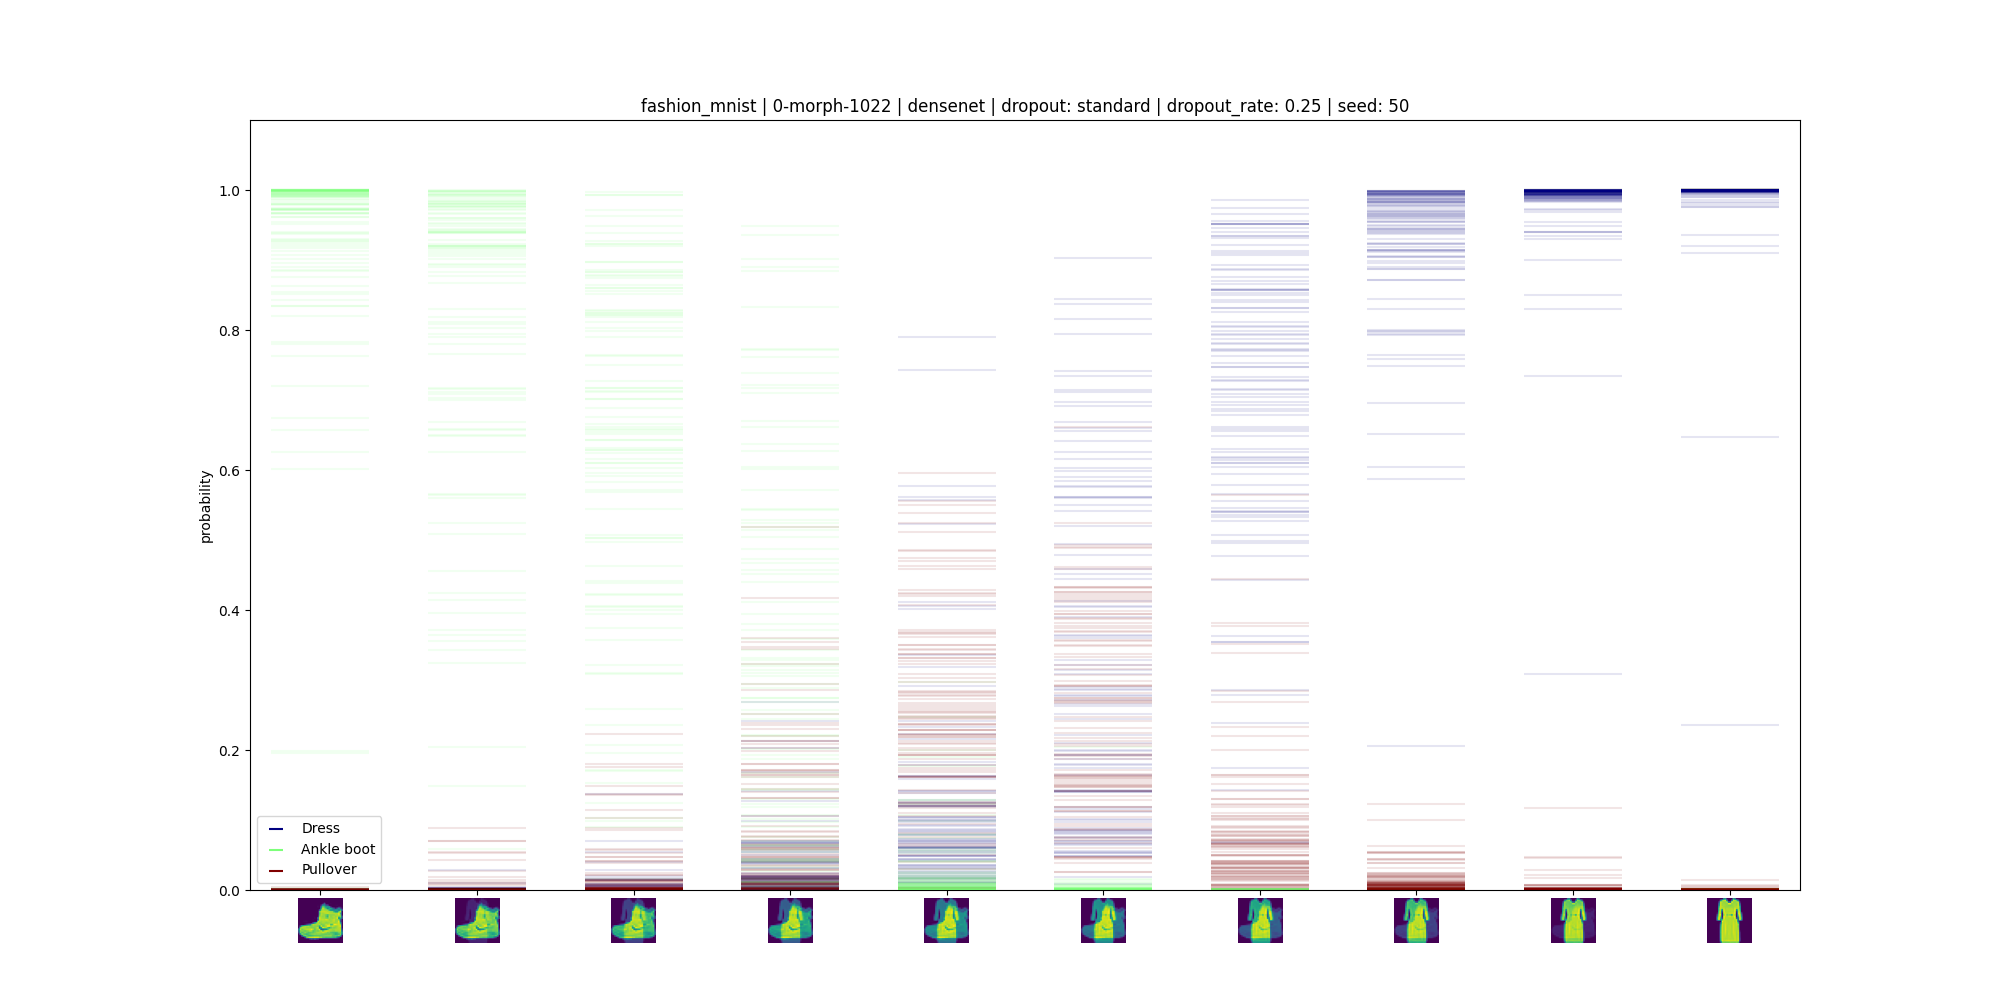 fashion_mnist | 0-morph-1022 | densenet | dropout: standard | dropout_rate: 0.25 | seed: 50
probability
1.0
0.8
0.6
0.4
0.2
0.0
Dress
Ankle boot
Pullover